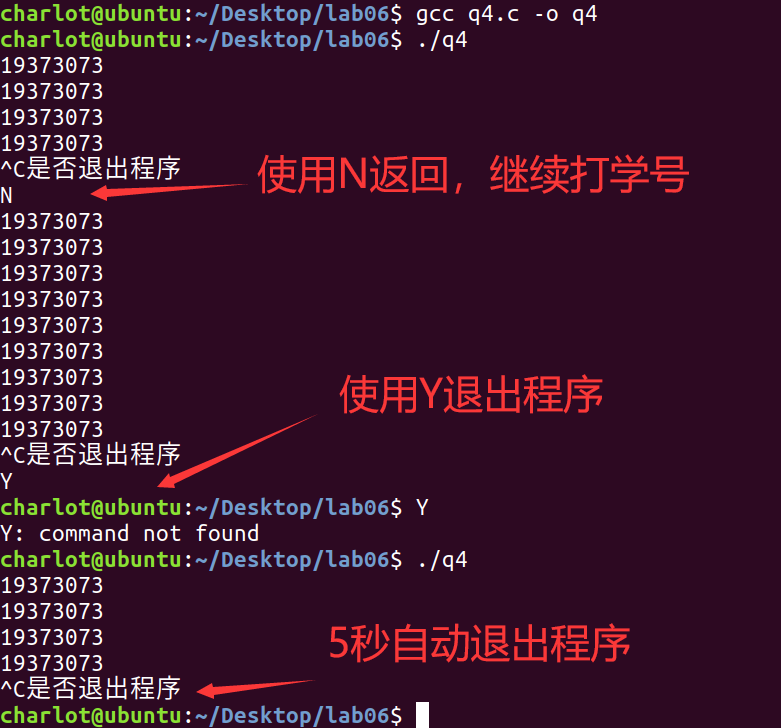 charlot@ubuntu:~/Desktop/lab06$ gcc q4.c -o q4
charlot@ubuntu:~/Desktop/lab06$ ./q4
19373073
19373073
19373073
19373073
^C是否退出程序
使用N返回，继续打学号
N
19373073
19373073
19373073
19373073
19373073
19373073
19373073
19373073
19373073
使用Y退出程序
^C是否退出程序
Y
charlot@ubuntu:~/Desktop/lab06$ Y
Y: command not found
charlot@ubuntu:~/Desktop/lab06$ ./q4
19373073
19373073
19373073
19373073
5秒自动退出程序
^C是否退出程序
charlot@ubuntu:~/Desktop/lab06$